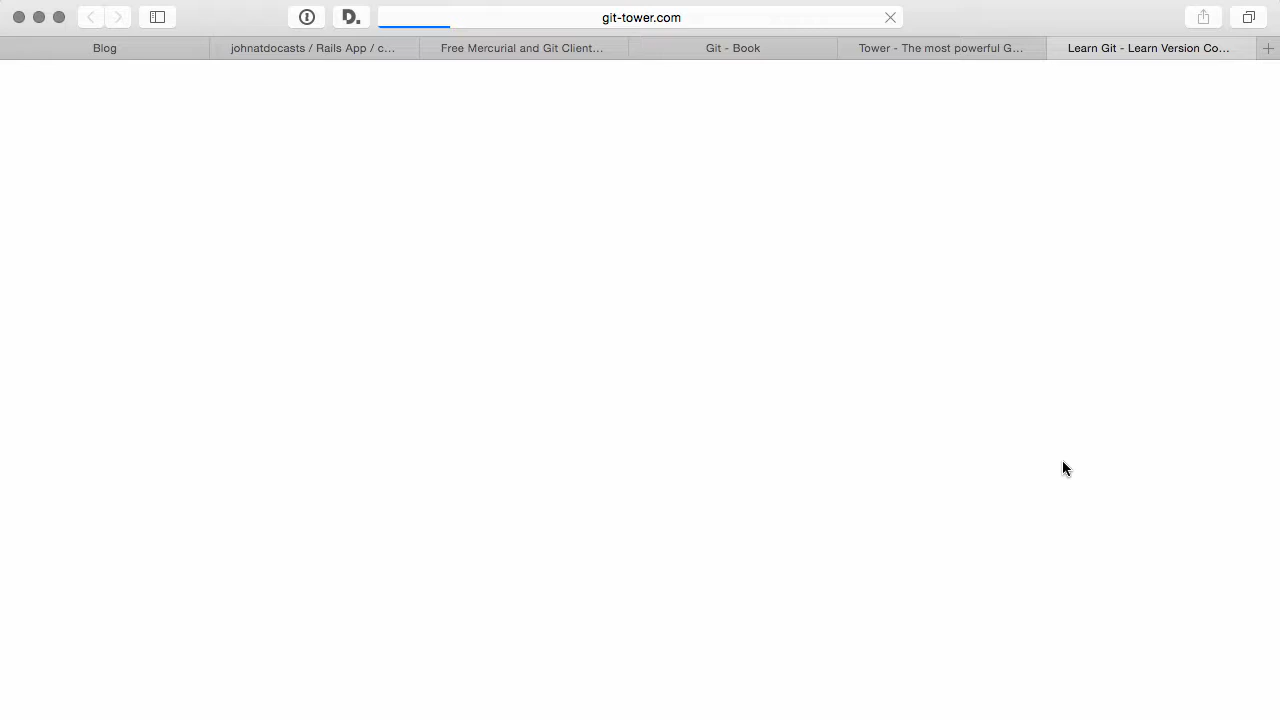 D.
git-tower.com
Blog
johnatdocasts / Rails App / c...
Free Mercurial and Git Client...
Git - Book
Tower - The most powerful G...
Learn Git - Learn Version Co...